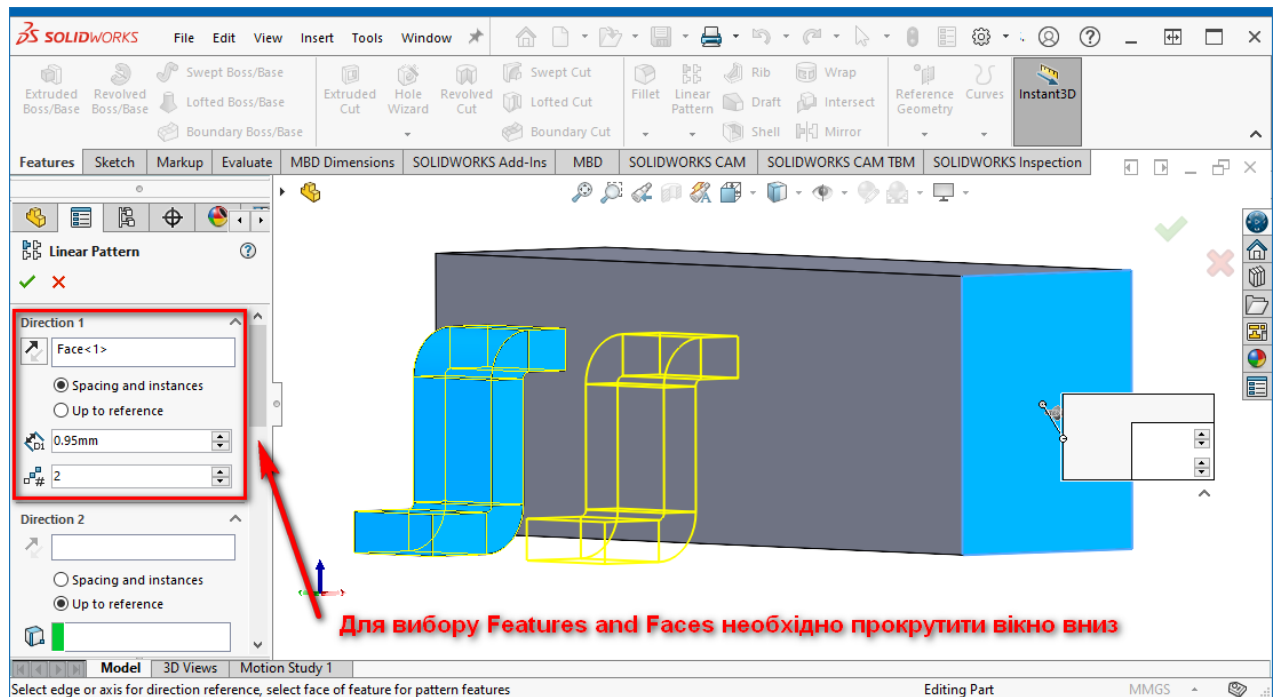 SOLIDWORKS File Edit View Insert Tools Window
Extruded Boss/Base
Revolved Boss/Base
Swept Boss/Base
Lofted Boss/Base
Boundary Boss/Base
Extruded Cut
Hole Wizard
Revolved Cut
Swept Cut
Lofted Cut
Boundary Cut
Fillet
Linear Pattern
Rib
Draft
Shell
Wrap
Intersect
Mirror
Reference Geometry
Curves
Instant3D
Features Sketch Markup Evaluate MBD Dimensions SOLIDWORKS Add-Ins MBD SOLIDWORKS CAM SOLIDWORKS CAM TBM SOLIDWORKS Inspection
Linear Pattern
Direction 1
Face<1>
Spacing and instances
Up to reference
D1 0.95mm
# 2
Direction 2
Spacing and instances
Up to reference
Для вибору Features and Faces необхідно прокрутити вікно вниз
Model 3D Views Motion Study 1
Select edge or axis for direction reference, select face of feature for pattern features Editing Part MMGS